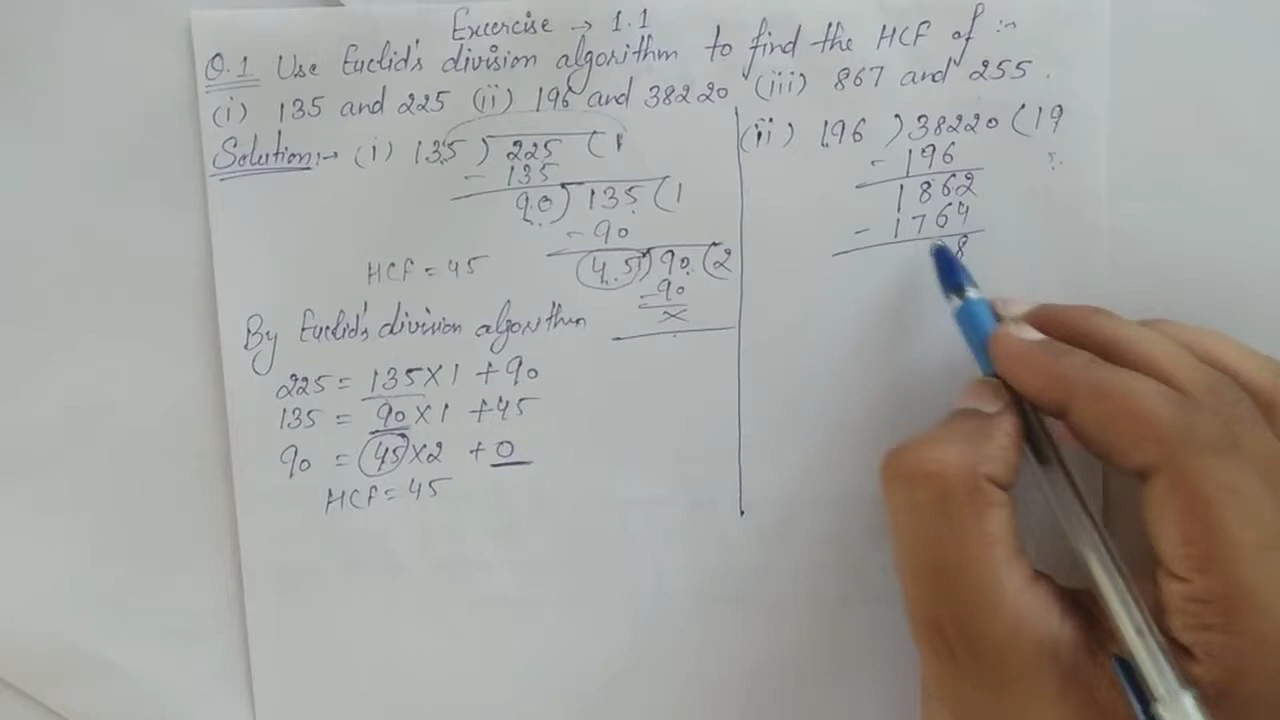 Excercise → 1.1
Q.1 Use Euclid's division algorithm to find the HCF of :-
(i) 135 and 225 (ii) 196 and 38220 (iii) 867 and 255.
Solution:- (i) 135 ) 225 ( 1
- 135
90 ) 135 ( 1
- 90
45 ) 90 ( 2
- 90
×
HCF = 45
By Euclid's division algorithm
225 = 135 × 1 + 90
135 = 90 × 1 + 45
90 = 45 × 2 + 0
HCF = 45
(ii) 196 ) 38220 ( 19
- 196
1862
- 1764
8